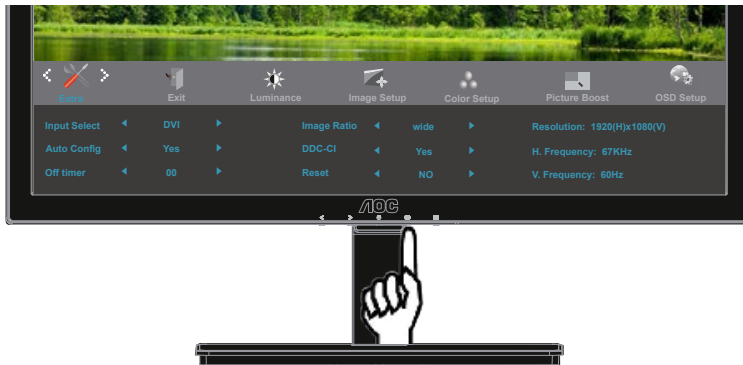 Extra Exit Luminance Image Setup Color Setup Picture Boost OSD Setup
Input Select DVI Image Ratio wide Resolution: 1920(H)x1080(V)
Auto Config Yes DDC-CI Yes H. Frequency: 67KHz
Off timer 00 Reset NO V. Frequency: 60Hz
AOC